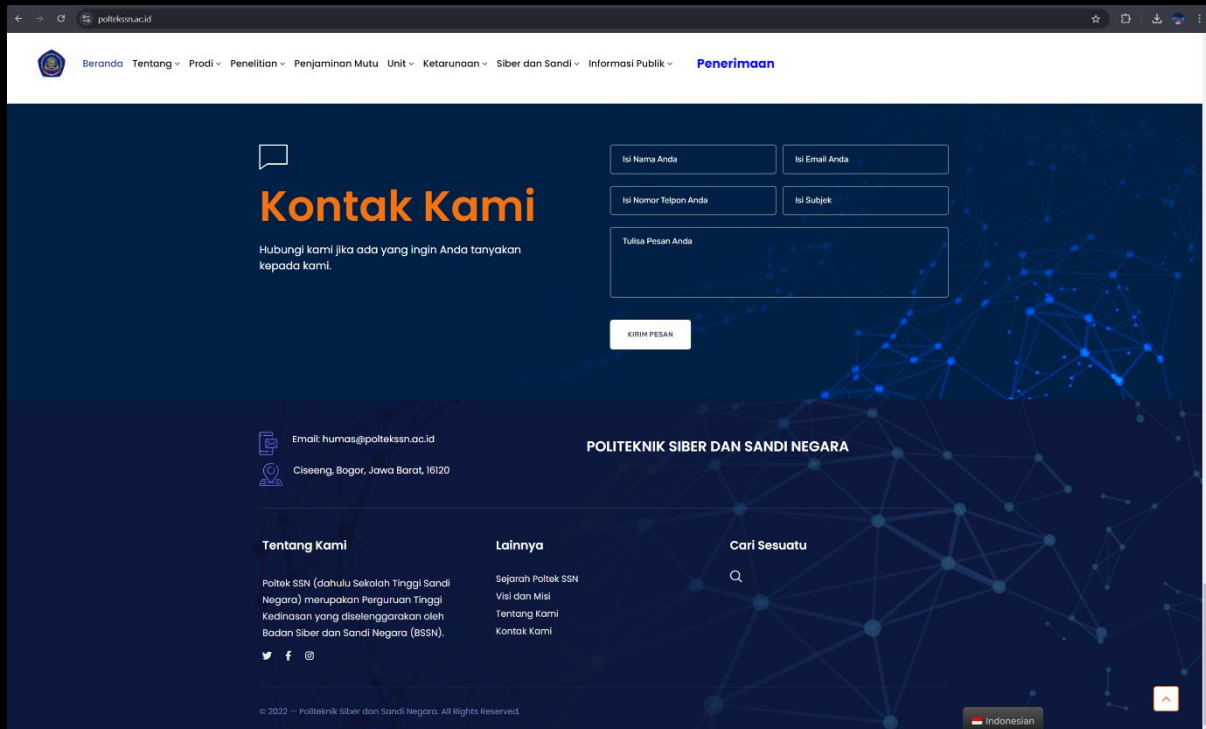 poltekssn.ac.id
Beranda Tentang Prodi Penelitian Penjaminan Mutu Unit Ketarunaan Siber dan Sandi Informasi Publik Penerimaan
Kontak Kami
Hubungi kami jika ada yang ingin Anda tanyakan
kepada kami.
Isi Nama Anda
Isi Email Anda
Isi Nomor Telpon Anda
Isi Subjek
Tulisa Pesan Anda
KIRIM PESAN
Email: humas@poltekssn.ac.id
Ciseeng, Bogor, Jawa Barat, 16120
POLITEKNIK SIBER DAN SANDI NEGARA
Tentang Kami
Poltek SSN (dahulu Sekolah Tinggi Sandi
Negara) merupakan Perguruan Tinggi
Kedinasan yang diselenggarakan oleh
Badan Siber dan Sandi Negara (BSSN).
Lainnya
Sejarah Poltek SSN
Visi dan Misi
Tentang Kami
Kontak Kami
Cari Sesuatu
© 2022 — Politeknik Siber dan Sandi Negara. All Rights Reserved.
Indonesian